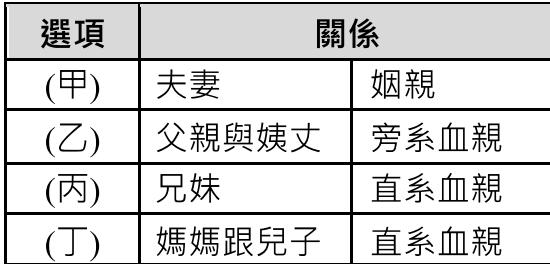 選項 關係
(甲) 夫妻 姻親
(乙) 父親與姨丈 旁系血親
(丙) 兄妹 直系血親
(丁) 媽媽跟兒子 直系血親